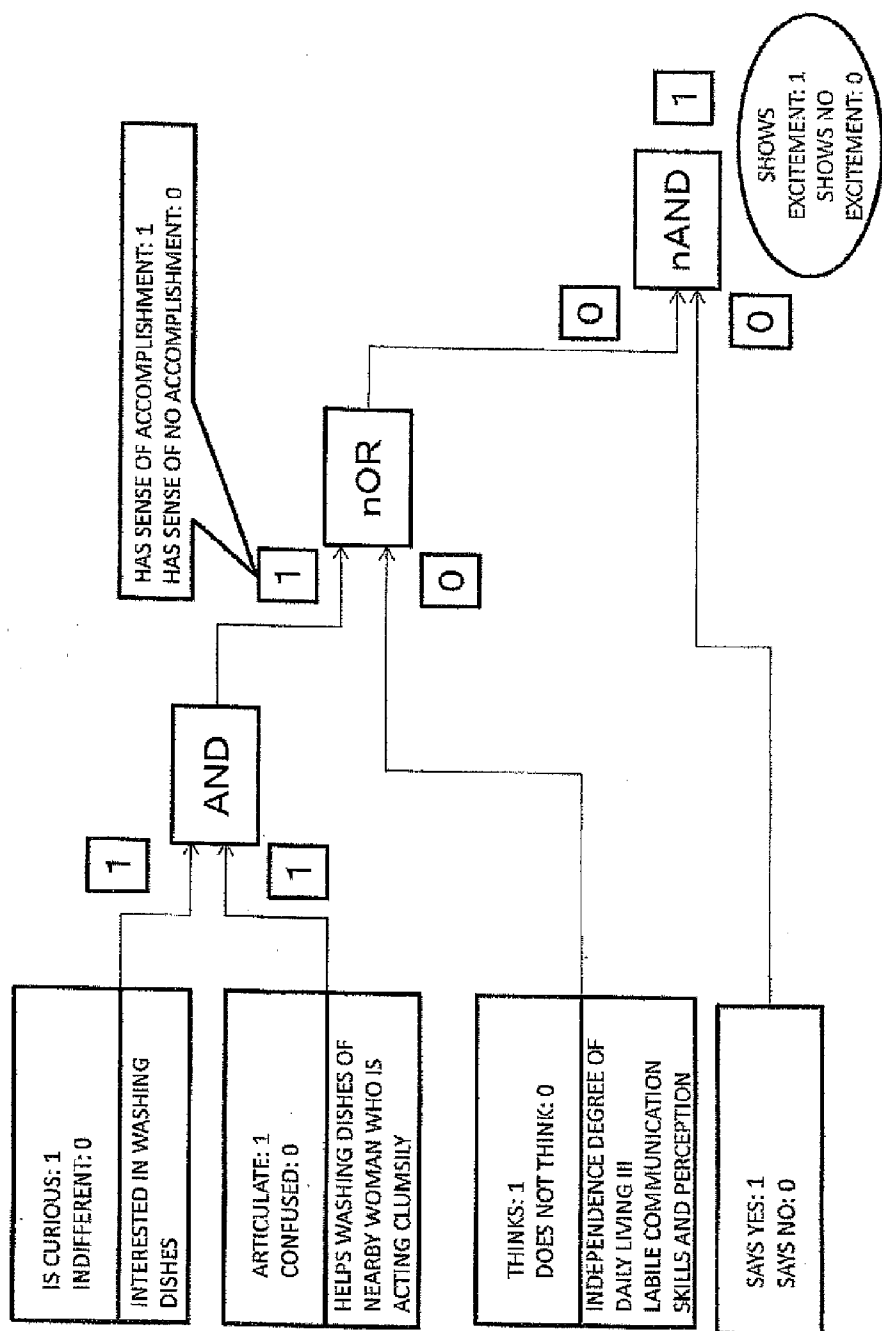 IS CURIOUS: 1
INDIFFERENT: 0
INTERESTED IN WASHING
DISHES
ARTICULATE: 1
CONFUSED: 0
HELPS WASHING DISHES OF
NEARBY WOMAN WHO IS
ACTING CLUMSILY
THINKS: 1
DOES NOT THINK: 0
INDEPENDENCE DEGREE OF
DAILY LIVING III
LABILE COMMUNICATION
SKILLS AND PERCEPTION
SAYS YES: 1
SAYS NO: 0
1
1
AND
HAS SENSE OF ACCOMPLISHMENT: 1
HAS SENSE OF NO ACCOMPLISHMENT: 0
1
0
nOR
0
0
nAND
1
SHOWS
EXCITEMENT: 1
SHOWS NO
EXCITEMENT: 0